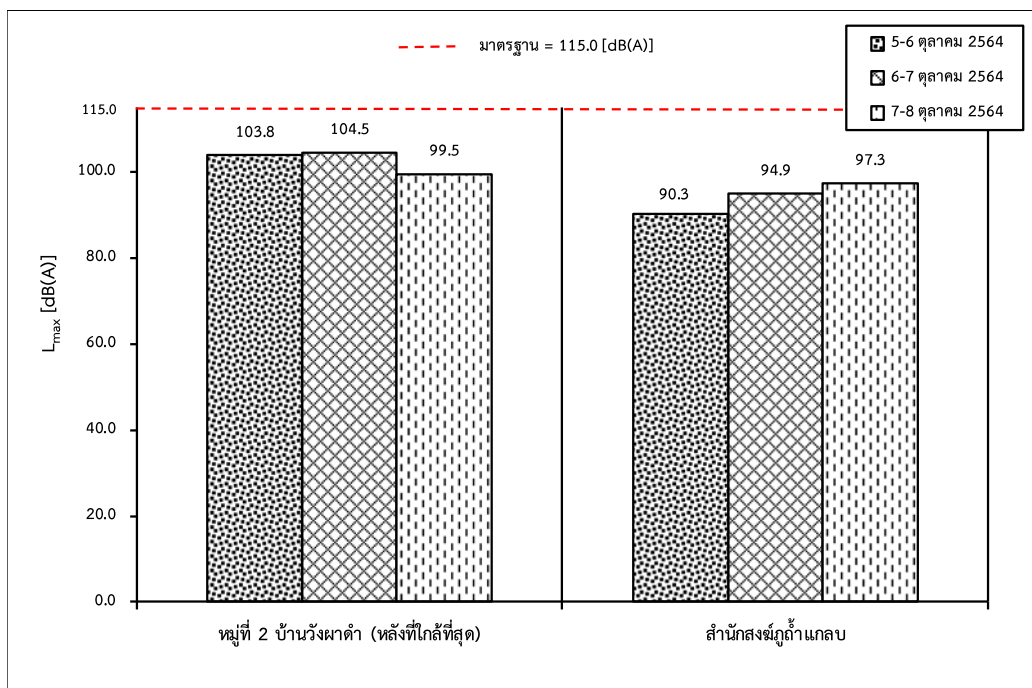 มาตรฐาน = 115.0 [dB(A)]
5-6 ตุลาคม 2564
6-7 ตุลาคม 2564
7-8 ตุลาคม 2564
115.0
100.0
80.0
60.0
40.0
20.0
0.0
Lmax [dB(A)]
103.8
104.5
99.5
90.3
94.9
97.3
หมู่ที่ 2 บ้านวังผาดำ (หลังที่ใกล้ที่สุด)
สำนักสงฆ์ภูถ้ำแกลบ